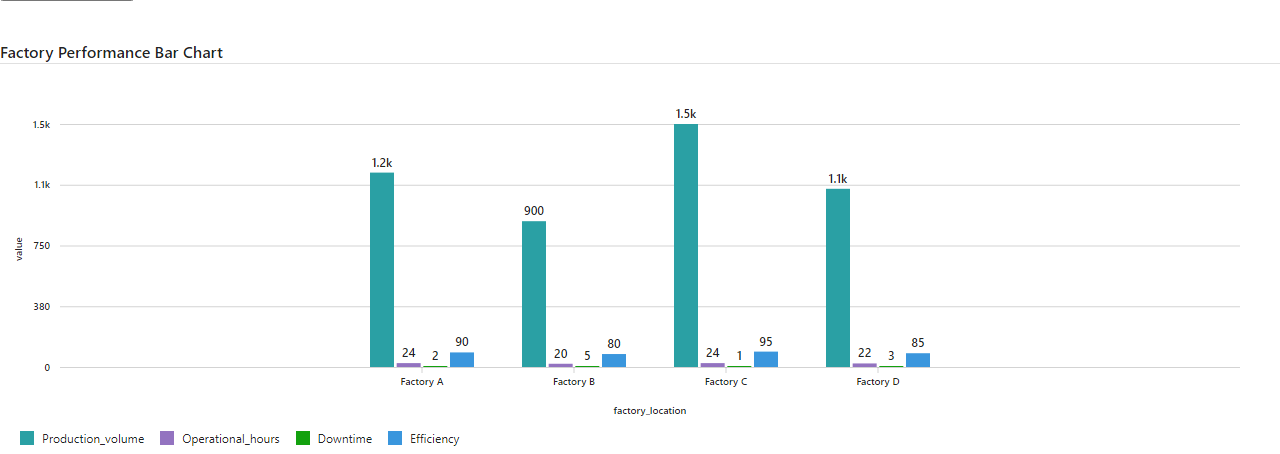 Factory Performance Bar Chart
1.5k
1.5k
1.2k
1.1k
1.1k
900
750
value
380
24 2 90 20 5 80 24 1 95 22 3 85
0
Factory A Factory B Factory C Factory D
factory_location
Production_volume Operational_hours Downtime Efficiency